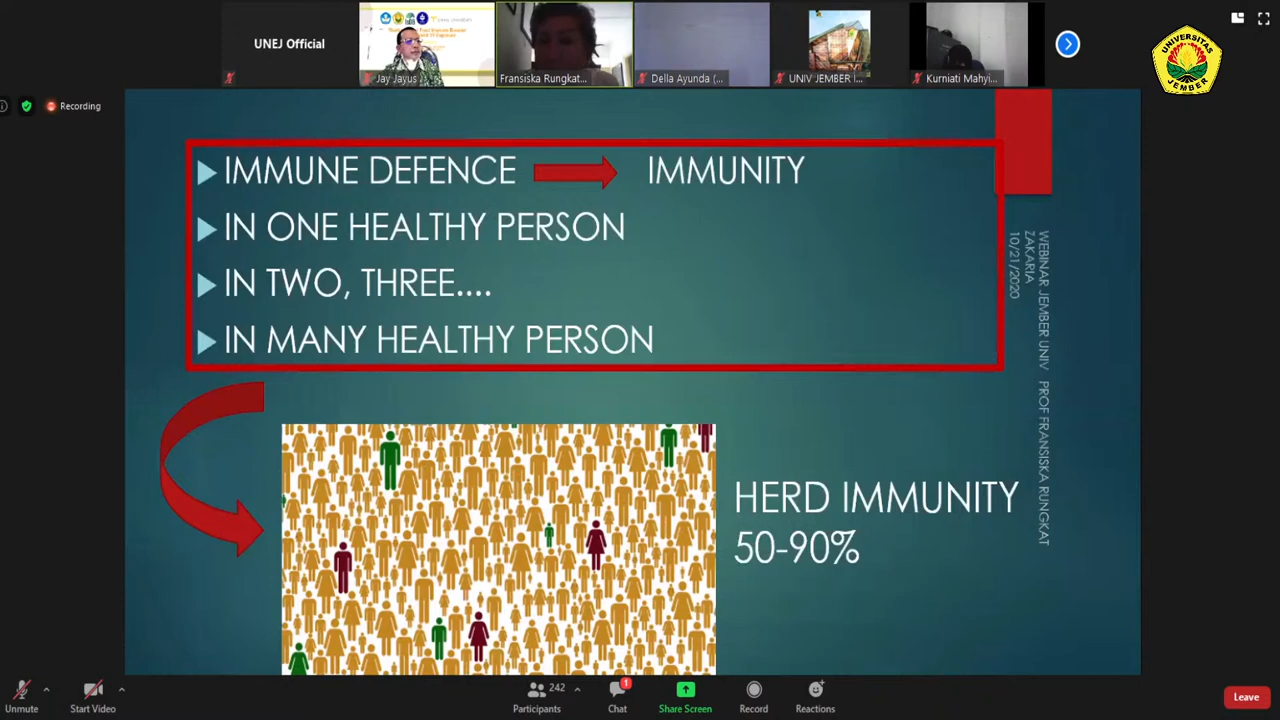 UNEJ Official
Jay Jayus
Fransiska Rungkat...
Della Ayunda (...
UNIV JEMBER I...
Kurniati Mahyi...
UNIVERSITAS
JEMBER
Recording
IMMUNE DEFENCE
IMMUNITY
IN ONE HEALTHY PERSON
IN TWO, THREE....
IN MANY HEALTHY PERSON
HERD IMMUNITY
50-90%
WEBINAR JEMBER UNIV PROF FRANSISKA RUNGKAT
ZAKARIA
10/21/2020
Unmute
Start Video
242
Participants
1
Chat
Share Screen
Record
Reactions
Leave